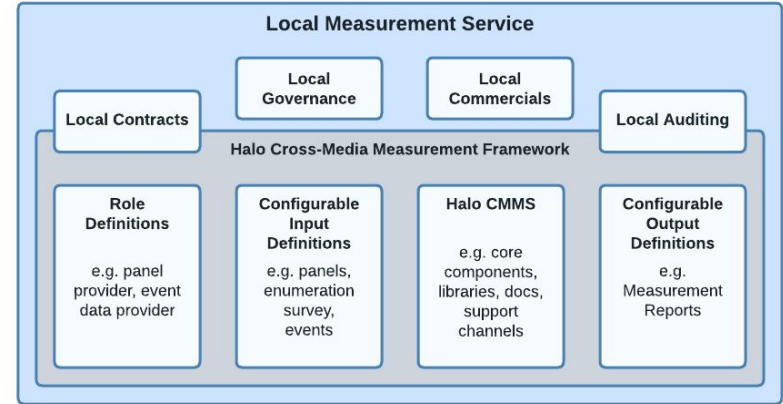 Local Measurement Service
Local
Governance
Local
Commercials
Local Contracts
Local Auditing
Halo Cross-Media Measurement Framework
Role
Definitions
e.g. panel
provider, event
data provider
Configurable
Input
Definitions
e.g. panels,
enumeration
survey,
events
Halo CMMS
e.g. core
components,
libraries, docs,
support
channels
Configurable
Output
Definitions
e.g.
Measurement
Reports